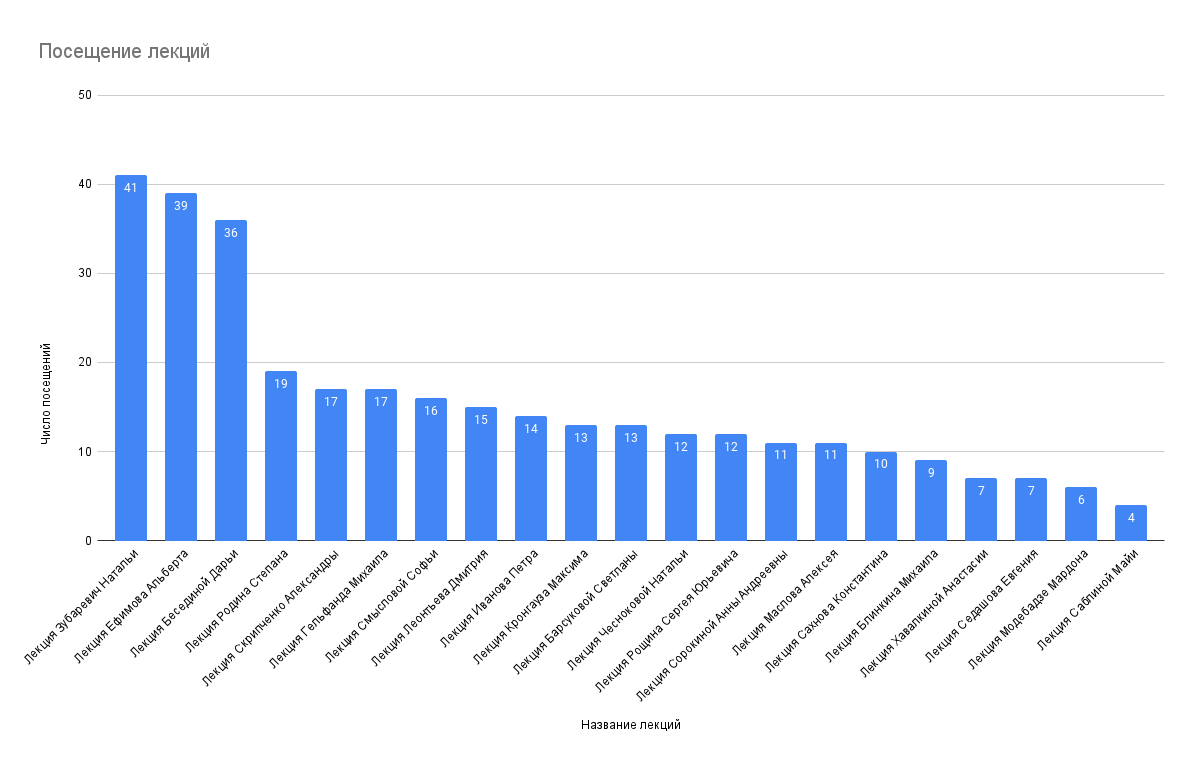 Посещение лекций
50
40
30
20
10
0
Число посещений
41
39
36
19
17
17
16
15
14
13
13
12
12
11
11
10
9
7
7
6
4
Лекция Зубаревич Натальи
Лекция Ефимова Альберта
Лекция Бесединой Дарьи
Лекция Родина Степана
Лекция Скрипченко Александры
Лекция Гельфанда Михаила
Лекция Смысловой Софьи
Лекция Леонтьева Дмитрия
Лекция Иванова Петра
Лекция Кронгауза Максима
Лекция Барсуковой Светланы
Лекция Чесноковой Натальи
Лекция Рощина Сергея Юрьевича
Лекция Сорокиной Анны Андреевны
Лекция Маслова Алексея
Лекция Сахнова Константина
Лекция Блинкина Михаила
Лекция Хавалкиной Анастасии
Лекция Седашова Евгения
Лекция Модебадзе Мардона
Лекция Саблиной Майи
Название лекций